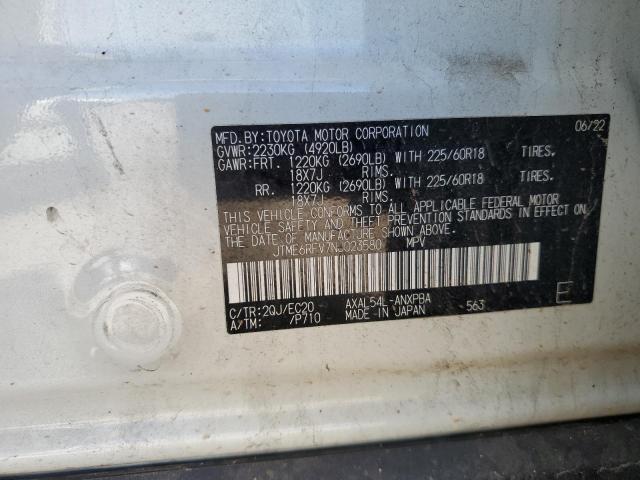 MFD.BY:TOYOTA MOTOR CORPORATION 06/22
GVWR:2230KG (4920LB)
GAWR:FRT. 1220KG (2690LB) WITH 225/60R18 TIRES.
18X7J RIMS.
RR. 1220KG (2690LB) WITH 225/60R18 TIRES.
18X7J RIMS.
THIS VEHICLE CONFORMS TO ALL APPLICABLE FEDERAL MOTOR
VEHICLE SAFETY AND THEFT PREVENTION STANDARDS IN EFFECT ON
THE DATE OF MANUFACTURE SHOWN ABOVE.
JTME6RFV7NJ023580 MPV
C/TR:2QJ/EC20 AXAL54L-ANXPBA 563 E
A/TM: /P710 MADE IN JAPAN